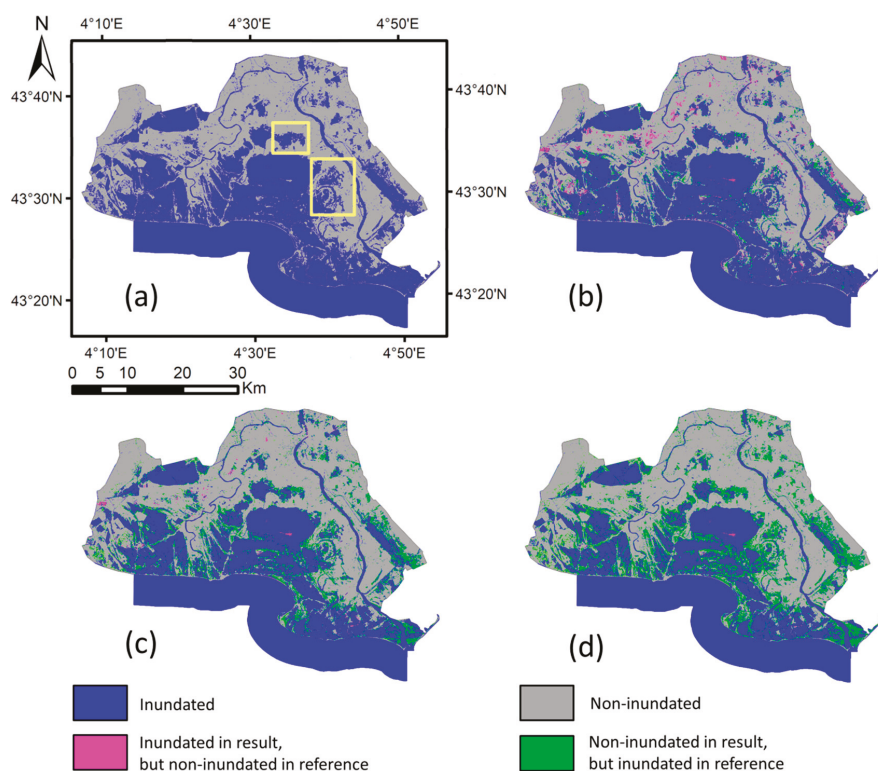 N
4°10'E 4°30'E 4°50'E
43°40'N
43°40'N
43°30'N
43°30'N
43°20'N
43°20'N
(a)
(b)
4°10'E 4°30'E 4°50'E
0 5 10 20 30
Km
(c)
(d)
Inundated
Non-inundated
Inundated in result,
but non-inundated in reference
Non-inundated in result,
but inundated in reference